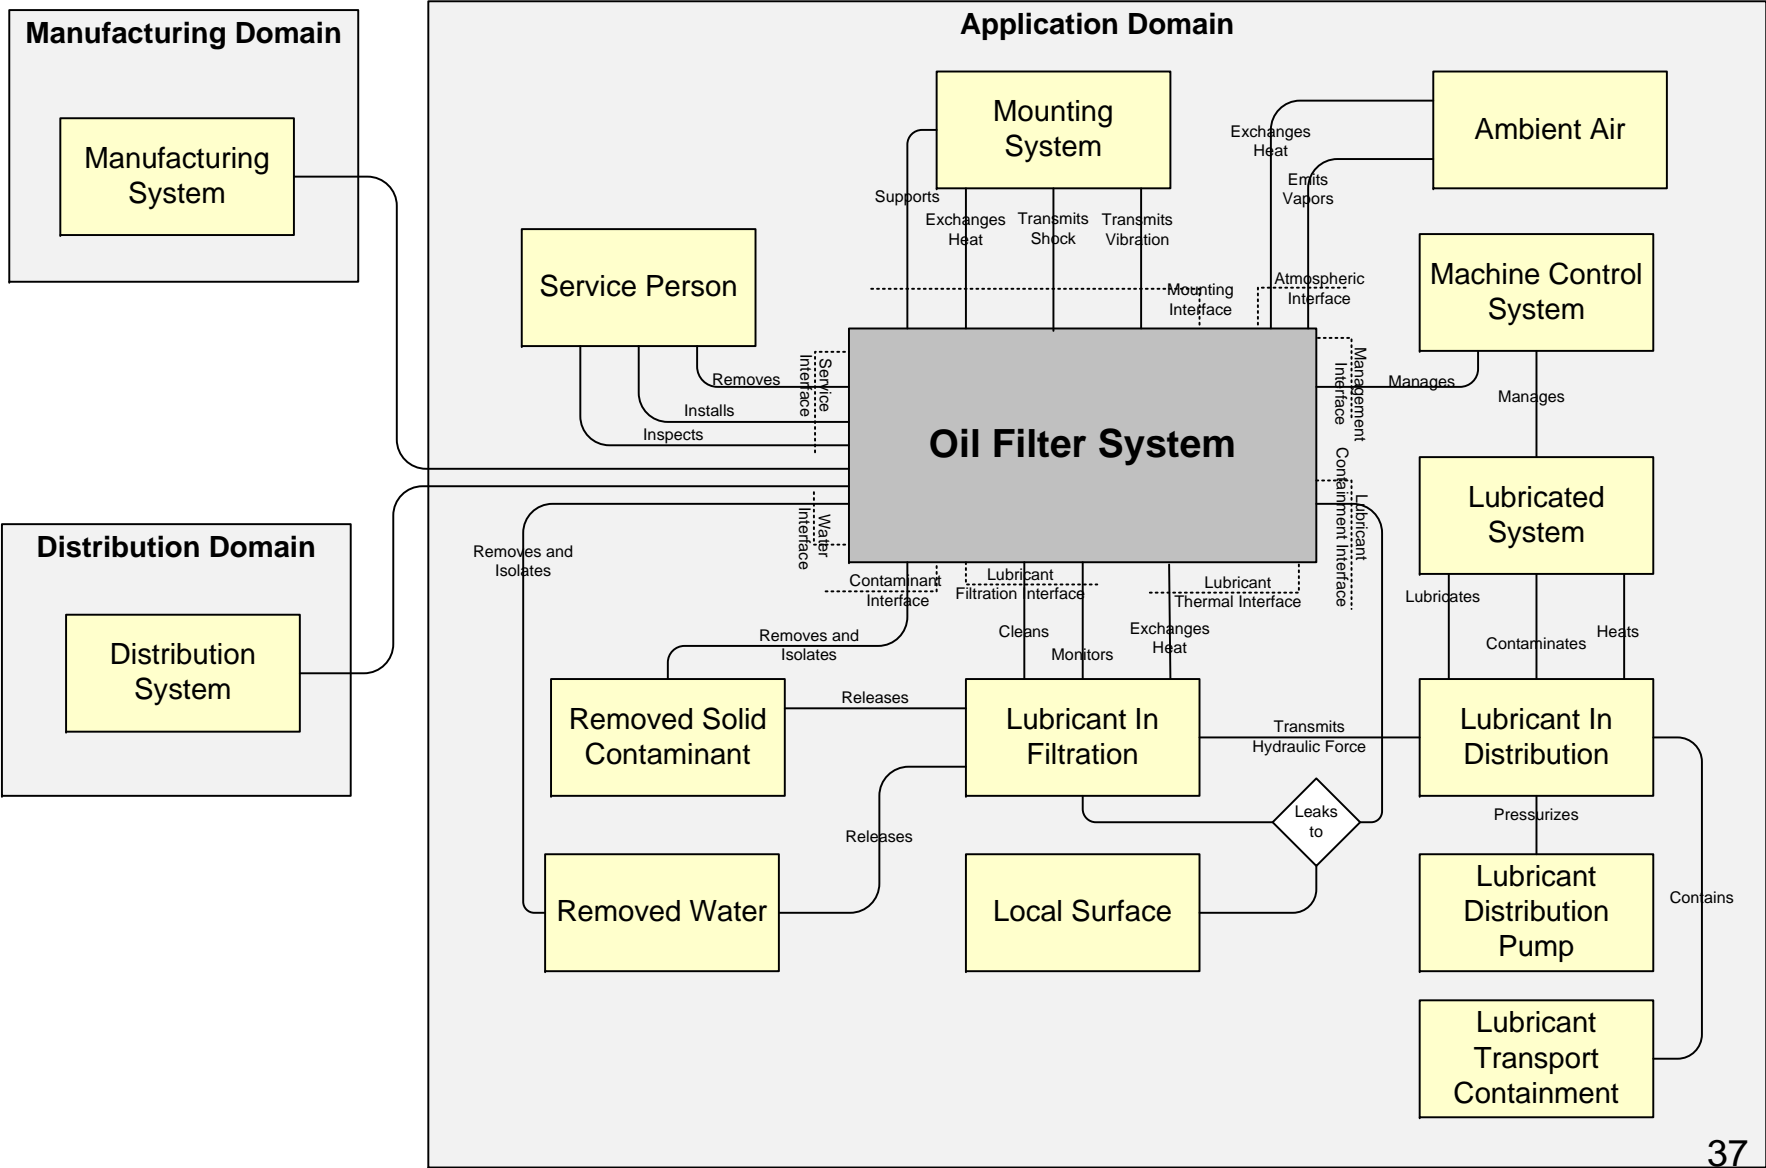 Manufacturing Domain
Manufacturing
System
Distribution Domain
Distribution
System
Application Domain
Mounting
System
Ambient Air
Exchanges
Heat
Emits
Vapors
Supports
Exchanges
Heat
Transmits
Shock
Transmits
Vibration
Service Person
Machine Control
System
Mounting
Interface
Atmospheric
Interface
Removes
Installs
Inspects
Service
Interface
Oil Filter System
Management
Interface
Manages
Manages
Lubricant
Containment Interface
Lubricated
System
Water
Interface
Removes and
Isolates
Contaminant
Interface
Lubricant
Filtration Interface
Lubricant
Thermal Interface
Lubricates
Contaminates
Heats
Removes and
Isolates
Cleans
Monitors
Exchanges
Heat
Removed Solid
Contaminant
Releases
Lubricant In
Filtration
Transmits
Hydraulic Force
Lubricant In
Distribution
Releases
Leaks
to
Pressurizes
Removed Water
Local Surface
Lubricant
Distribution
Pump
Contains
Lubricant
Transport
Containment
37